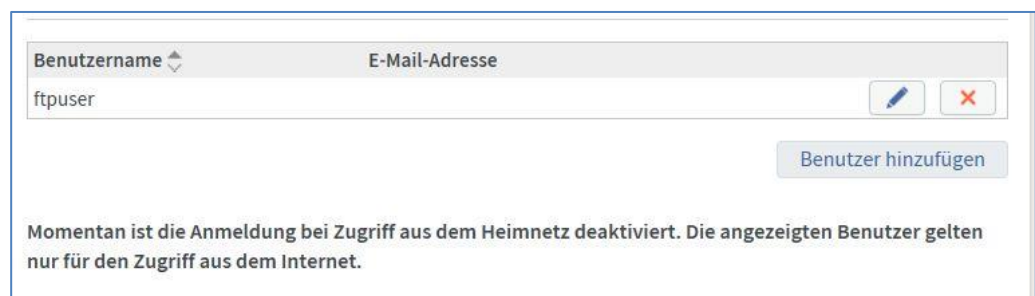 Benutzername E-Mail-Adresse
ftpuser
Benutzer hinzufügen
Momentan ist die Anmeldung bei Zugriff aus dem Heimnetz deaktiviert. Die angezeigten Benutzer gelten
nur für den Zugriff aus dem Internet.